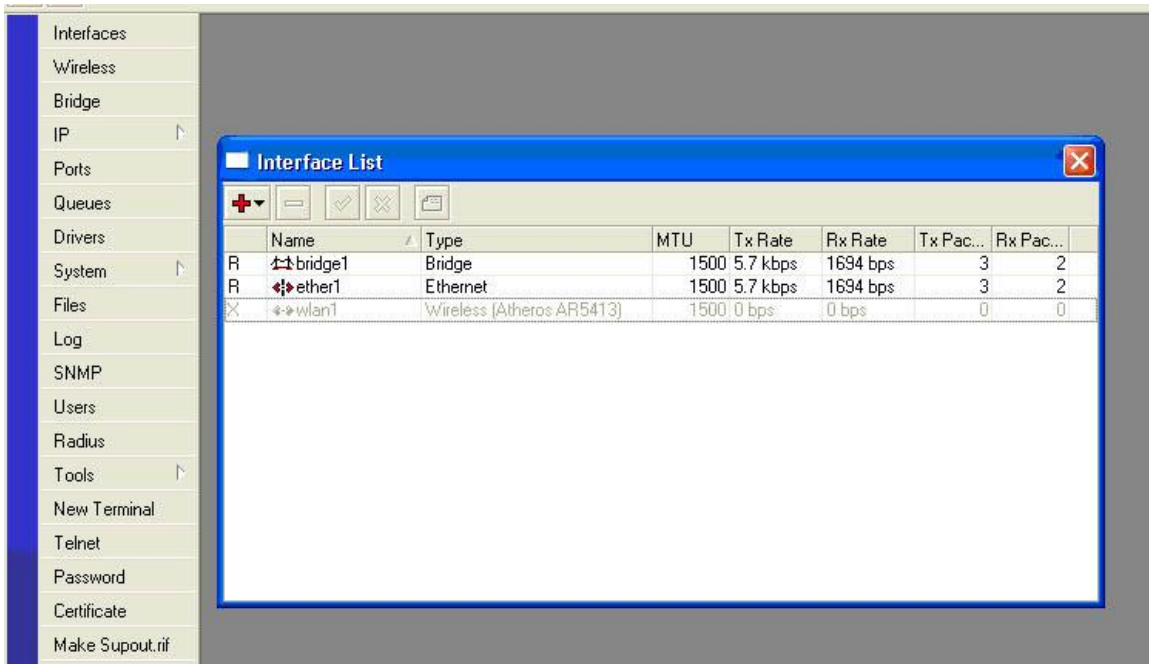 Interfaces
Wireless
Bridge
IP
Ports
Queues
Drivers
System
Files
Log
SNMP
Users
Radius
Tools
New Terminal
Telnet
Password
Certificate
Make Supout.rif
Interface List
Name Type MTU Tx Rate Rx Rate Tx Pac... Rx Pac...
R bridge1 Bridge 1500 5.7 kbps 1694 bps 3 2
R ether1 Ethernet 1500 5.7 kbps 1694 bps 3 2
X wlan1 Wireless (Atheros AR5413) 1500 0 bps 0 bps 0 0